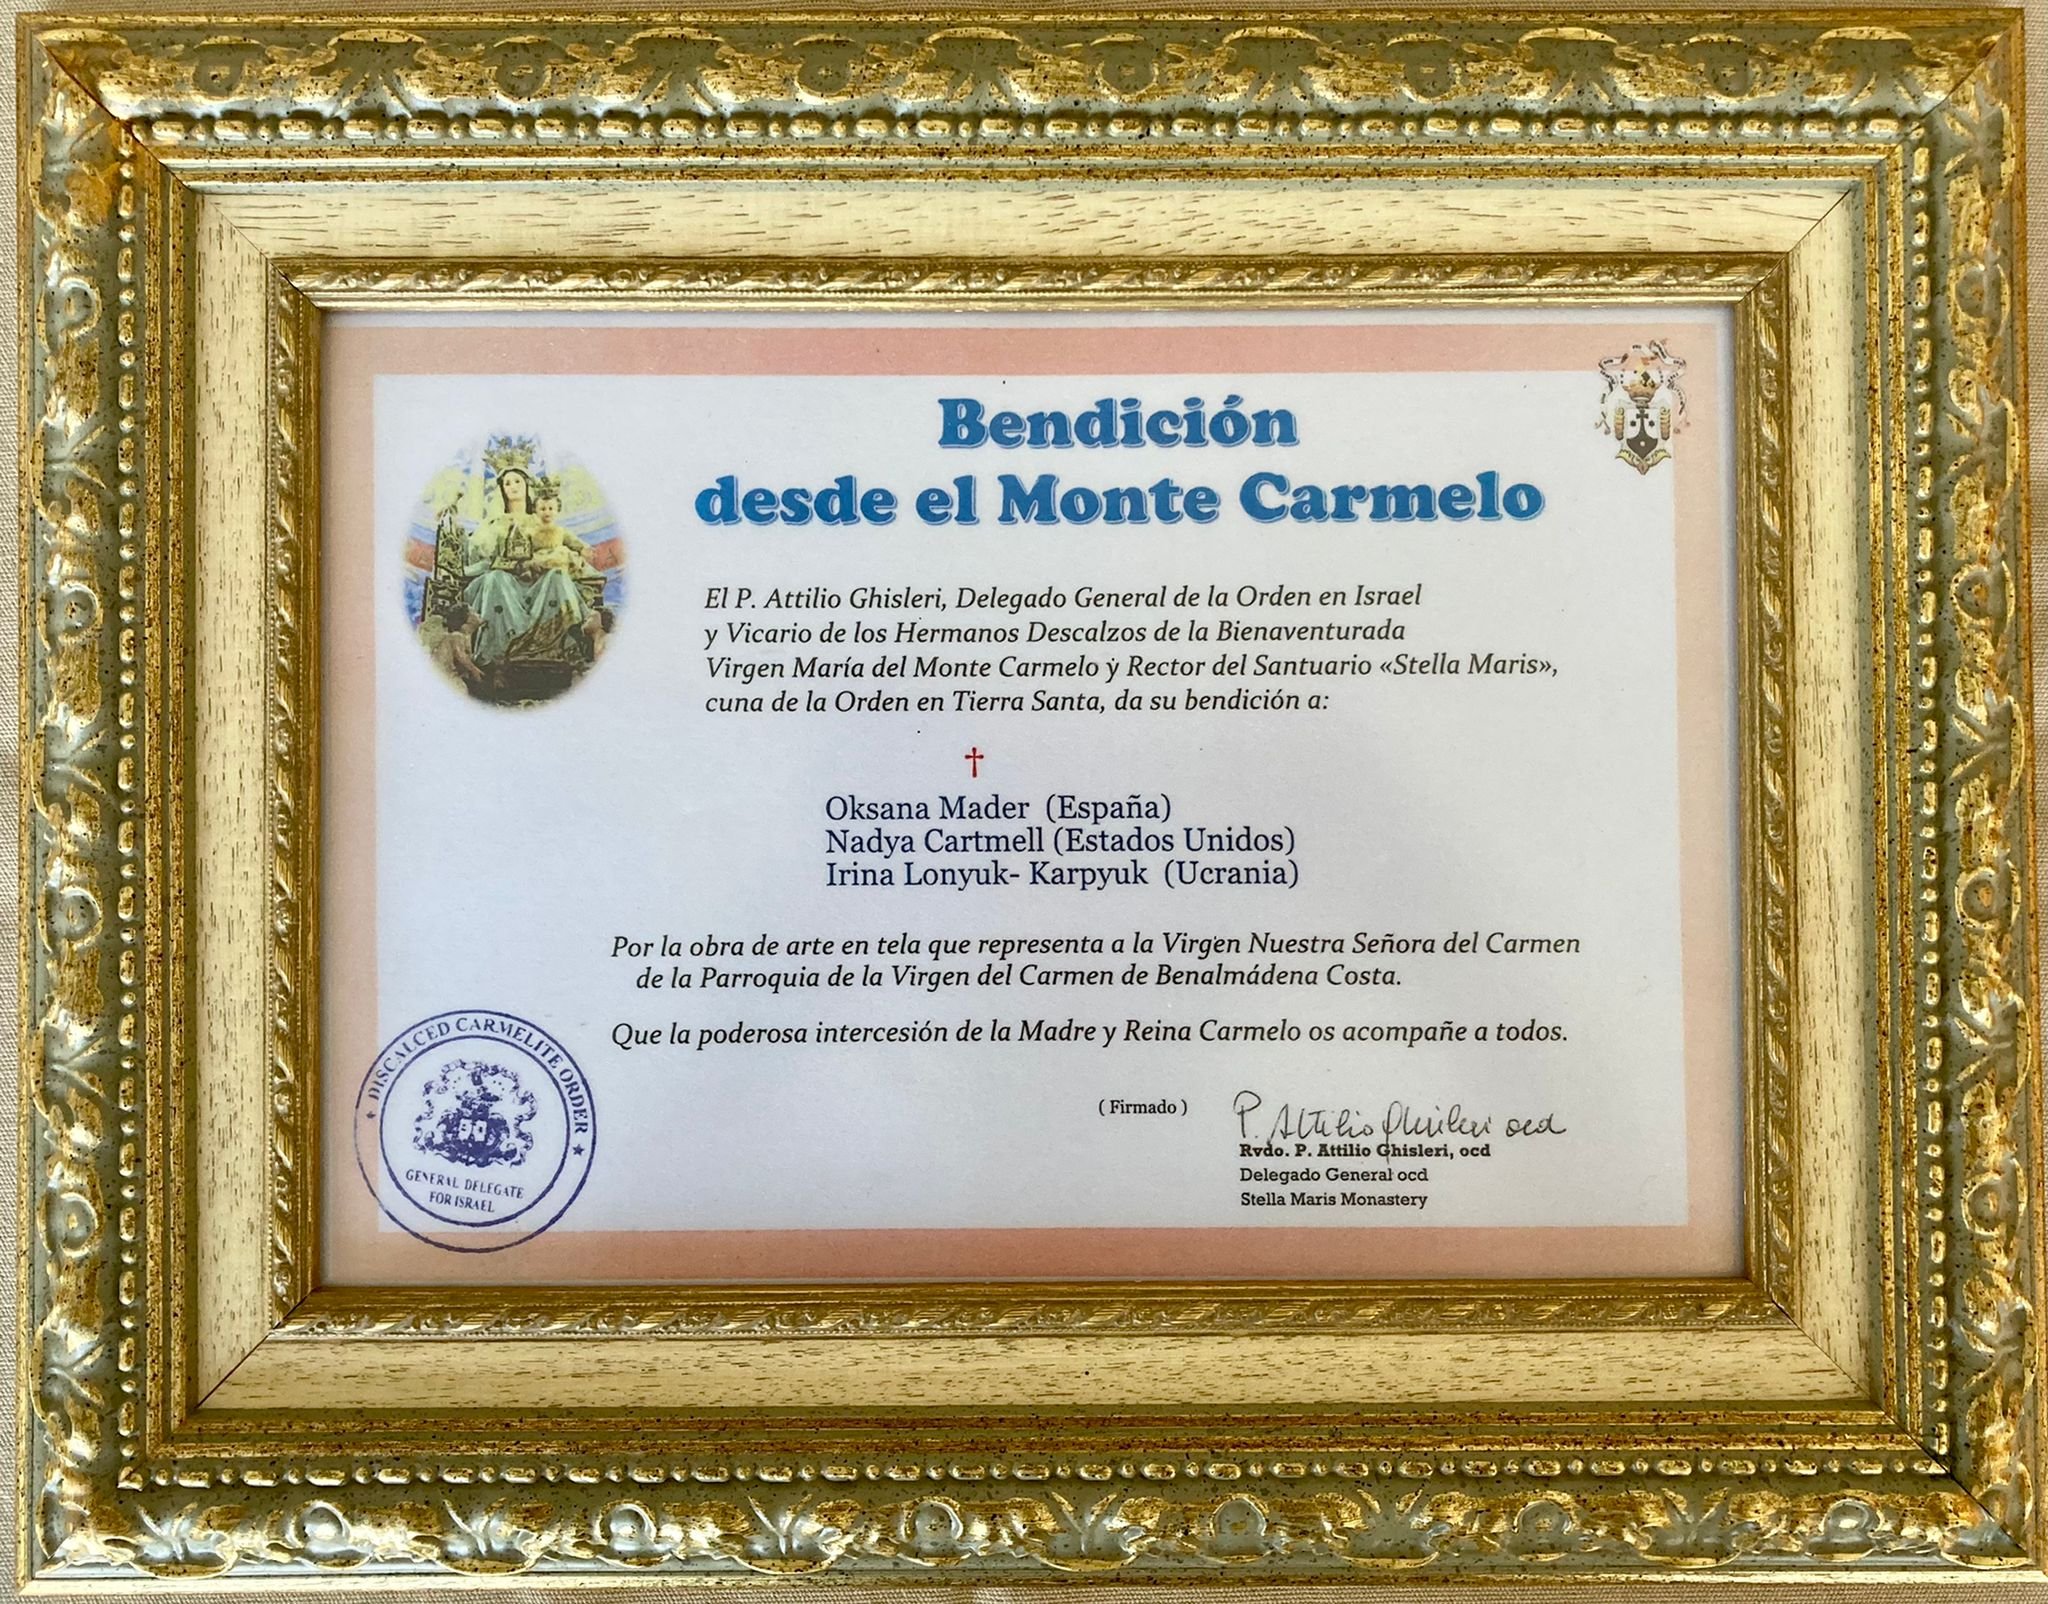 Bendición
desde el Monte Carmelo
El P. Attilio Ghisleri, Delegado General de la Orden en Israel
y Vicario de los Hermanos Descalzos de la Bienaventurada
Virgen María del Monte Carmelo y Rector del Santuario «Stella Maris»,
cuna de la Orden en Tierra Santa, da su bendición a:
†
Oksana Mader (España)
Nadya Cartmell (Estados Unidos)
Irina Lonyuk- Karpyuk (Ucrania)
Por la obra de arte en tela que representa a la Virgen Nuestra Señora del Carmen
de la Parroquia de la Virgen del Carmen de Benalmádena Costa.
Que la poderosa intercesión de la Madre y Reina Carmelo os acompañe a todos.
( Firmado )
P. Attilio Ghisleri ocd
Rvdo. P. Attilio Ghisleri, ocd
Delegado General ocd
Stella Maris Monastery
★ DISCALCED CARMELITE ORDER ★
GENERAL DELEGATE
FOR ISRAEL